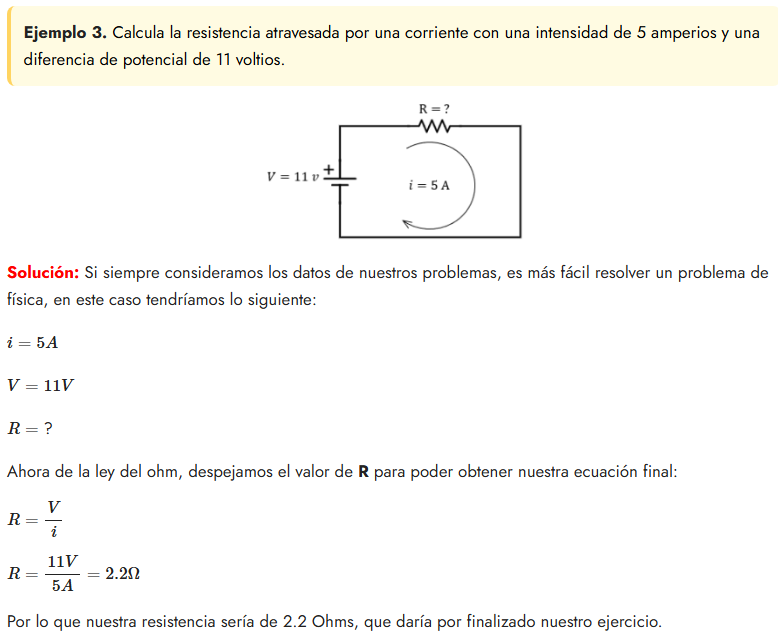 Ejemplo 3. Calcula la resistencia atravesada por una corriente con una intensidad de 5 amperios y una
diferencia de potencial de 11 voltios.
R = ?
V = 11 v
+
i = 5 A
Solución: Si siempre consideramos los datos de nuestros problemas, es más fácil resolver un problema de
física, en este caso tendríamos lo siguiente:
i = 5A
V = 11V
R = ?
Ahora de la ley del ohm, despejamos el valor de R para poder obtener nuestra ecuación final:
R = V/i
R = 11V/5A = 2.2Ω
Por lo que nuestra resistencia sería de 2.2 Ohms, que daría por finalizado nuestro ejercicio.